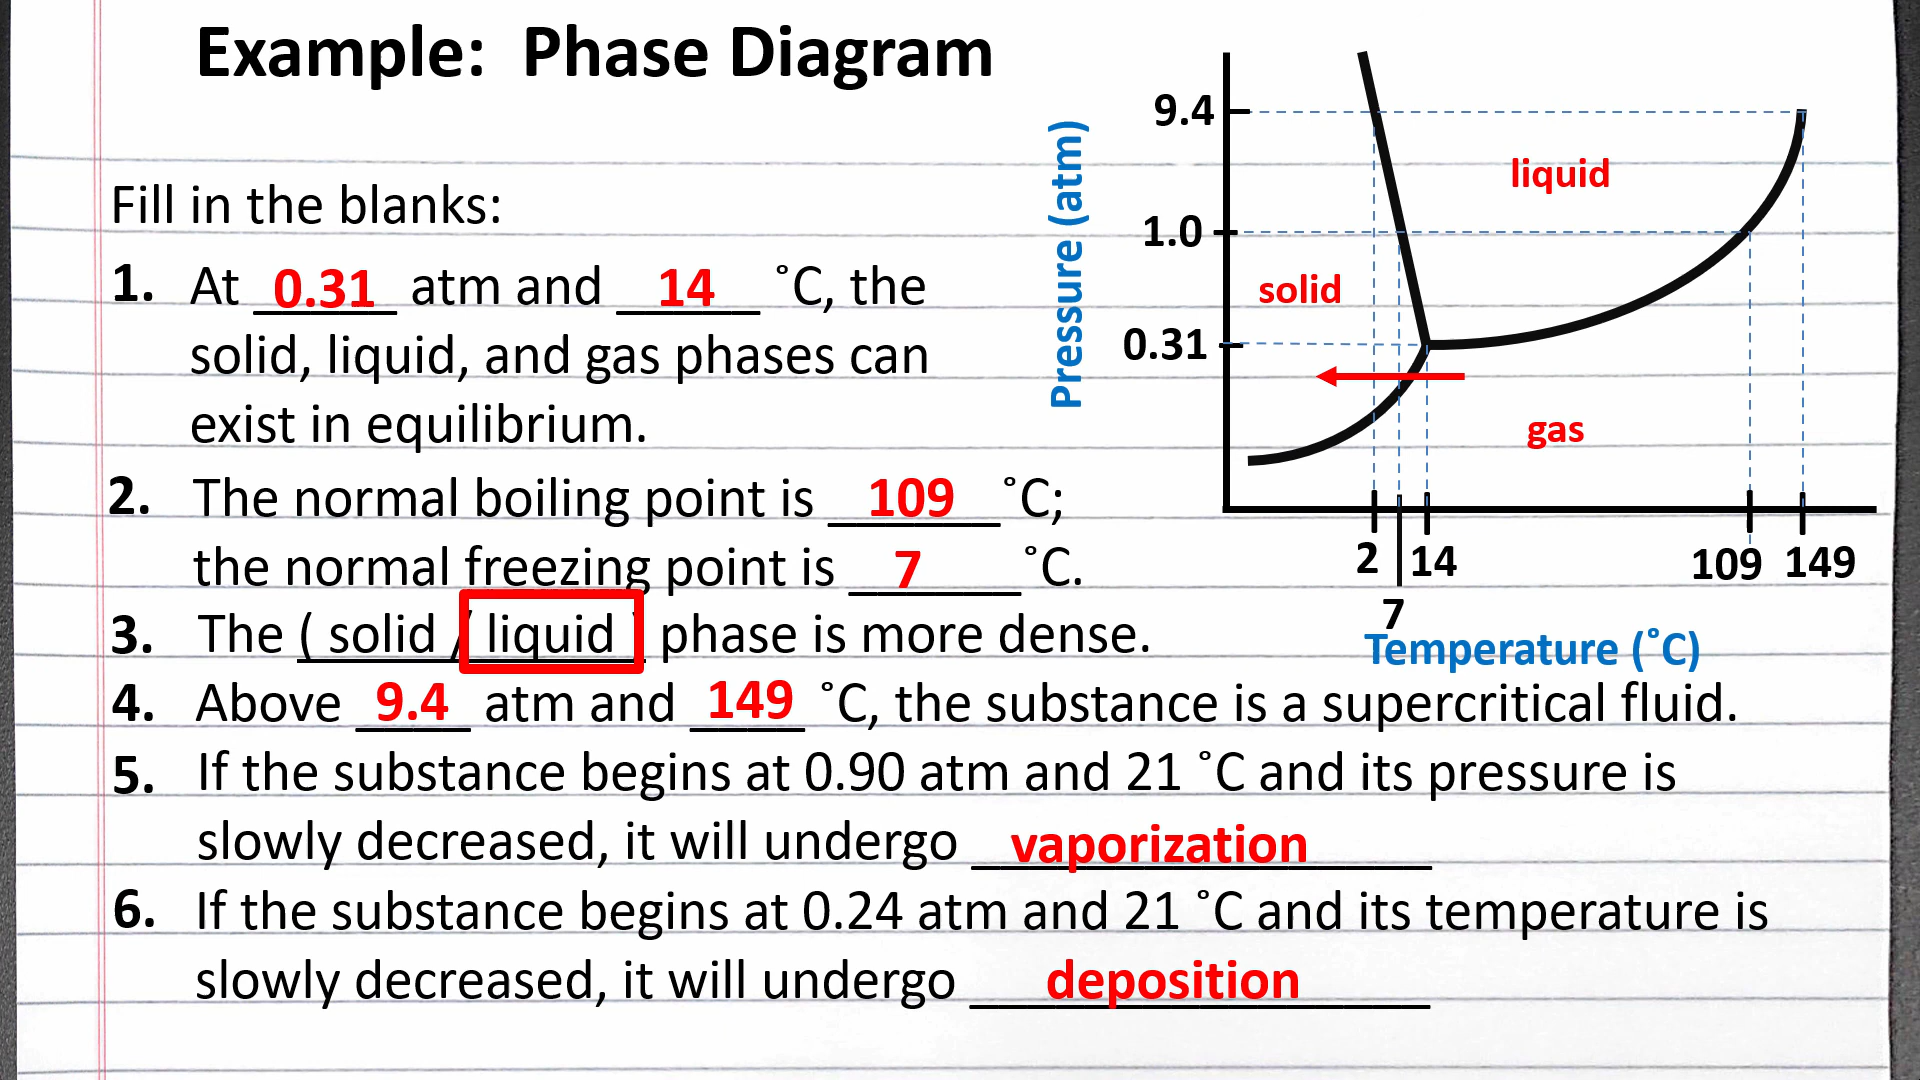 Example: Phase Diagram
Fill in the blanks:
1. At 0.31 atm and 14 ˚C, the
solid, liquid, and gas phases can
exist in equilibrium.
2. The normal boiling point is 109 ˚C;
the normal freezing point is 7 ˚C.
3. The ( solid / liquid ) phase is more dense.
4. Above 9.4 atm and 149 ˚C, the substance is a supercritical fluid.
5. If the substance begins at 0.90 atm and 21 ˚C and its pressure is
slowly decreased, it will undergo vaporization
6. If the substance begins at 0.24 atm and 21 ˚C and its temperature is
slowly decreased, it will undergo deposition
Pressure (atm)
9.4
1.0
0.31
liquid
solid
gas
2
14
109
149
7
Temperature (˚C)